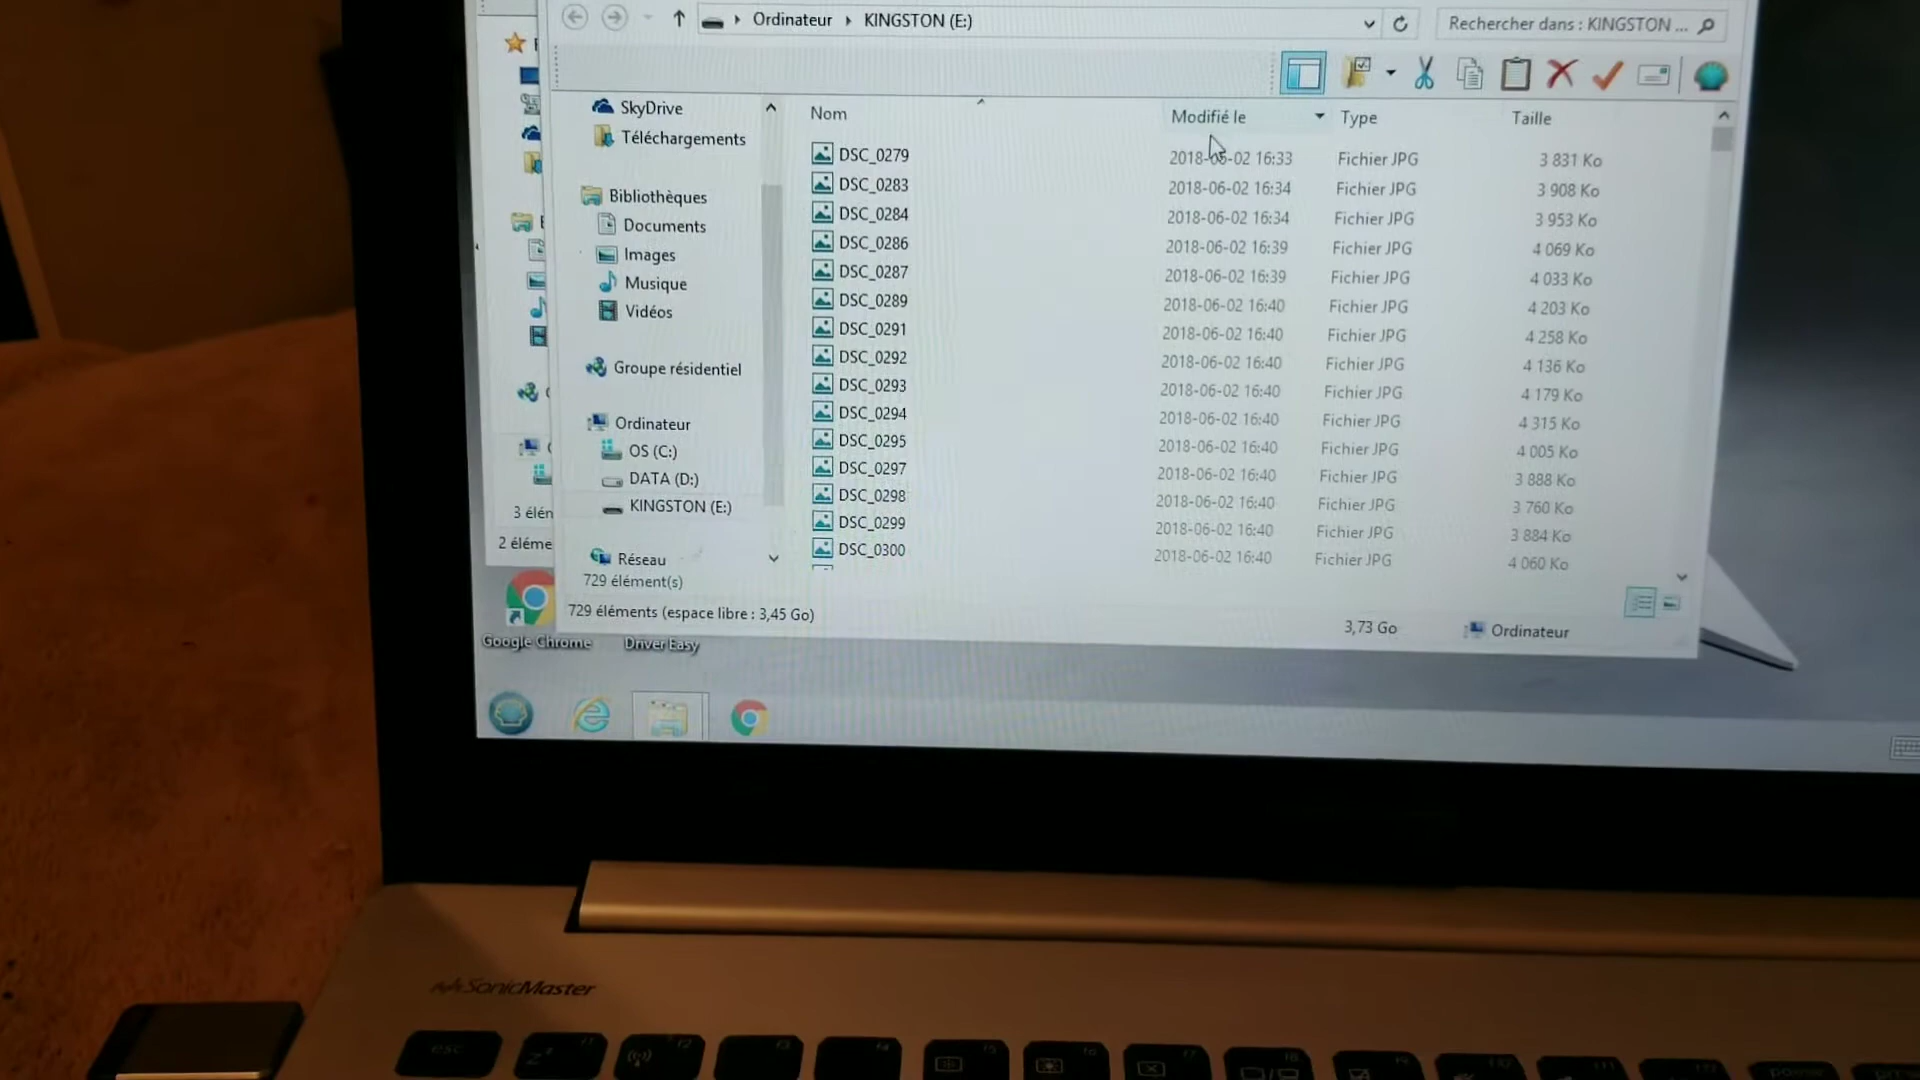 Ordinateur KINGSTON (E:)
Rechercher dans : KINGSTON ...
SkyDrive
Téléchargements
Bibliothèques
Documents
Images
Musique
Vidéos
Groupe résidentiel
Ordinateur
OS (C:)
DATA (D:)
KINGSTON (E:)
Réseau
Nom Modifié le Type Taille
DSC_0279 2018-06-02 16:33 Fichier JPG 3 831 Ko
DSC_0283 2018-06-02 16:34 Fichier JPG 3 908 Ko
DSC_0284 2018-06-02 16:34 Fichier JPG 3 953 Ko
DSC_0286 2018-06-02 16:39 Fichier JPG 4 069 Ko
DSC_0287 2018-06-02 16:39 Fichier JPG 4 033 Ko
DSC_0289 2018-06-02 16:40 Fichier JPG 4 203 Ko
DSC_0291 2018-06-02 16:40 Fichier JPG 4 258 Ko
DSC_0292 2018-06-02 16:40 Fichier JPG 4 136 Ko
DSC_0293 2018-06-02 16:40 Fichier JPG 4 179 Ko
DSC_0294 2018-06-02 16:40 Fichier JPG 4 315 Ko
DSC_0295 2018-06-02 16:40 Fichier JPG 4 005 Ko
DSC_0297 2018-06-02 16:40 Fichier JPG 3 888 Ko
DSC_0298 2018-06-02 16:40 Fichier JPG 3 760 Ko
DSC_0299 2018-06-02 16:40 Fichier JPG 3 884 Ko
DSC_0300 2018-06-02 16:40 Fichier JPG 4 060 Ko
3 élém
2 éléme
729 élément(s)
729 éléments (espace libre : 3,45 Go)
3,73 Go Ordinateur
Google Chrome
Driver Easy
SonicMaster
esc f1 f2 f3 f4 f5 f6 f7 f8 f9